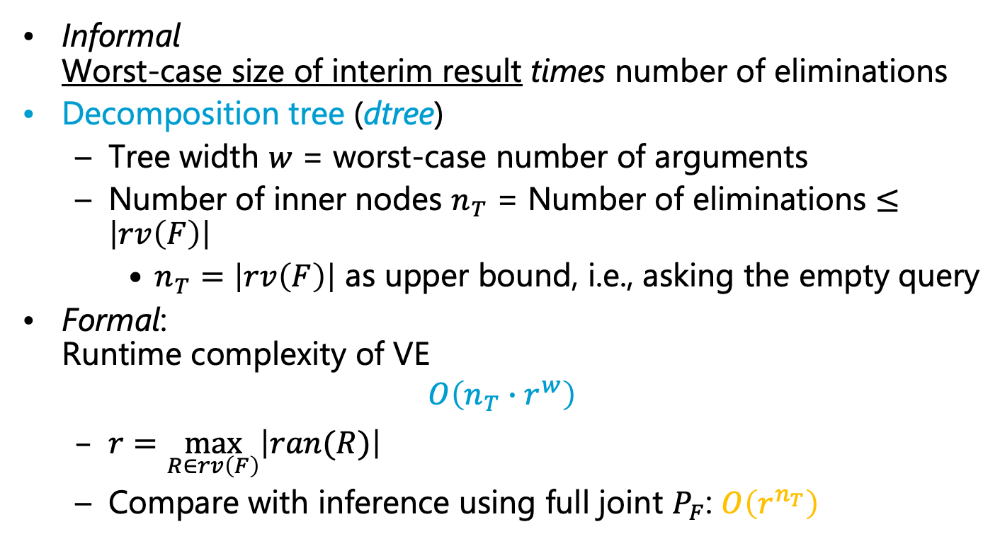 • Informal
Worst-case size of interim result times number of eliminations
• Decomposition tree (dtree)
– Tree width w = worst-case number of arguments
– Number of inner nodes n_T = Number of eliminations ≤
|rv(F)|
• n_T = |rv(F)| as upper bound, i.e., asking the empty query
• Formal:
Runtime complexity of VE
O(n_T · r^w)
– r = max_{R∈rv(F)} |ran(R)|
– Compare with inference using full joint P_F: O(r^{n_T})